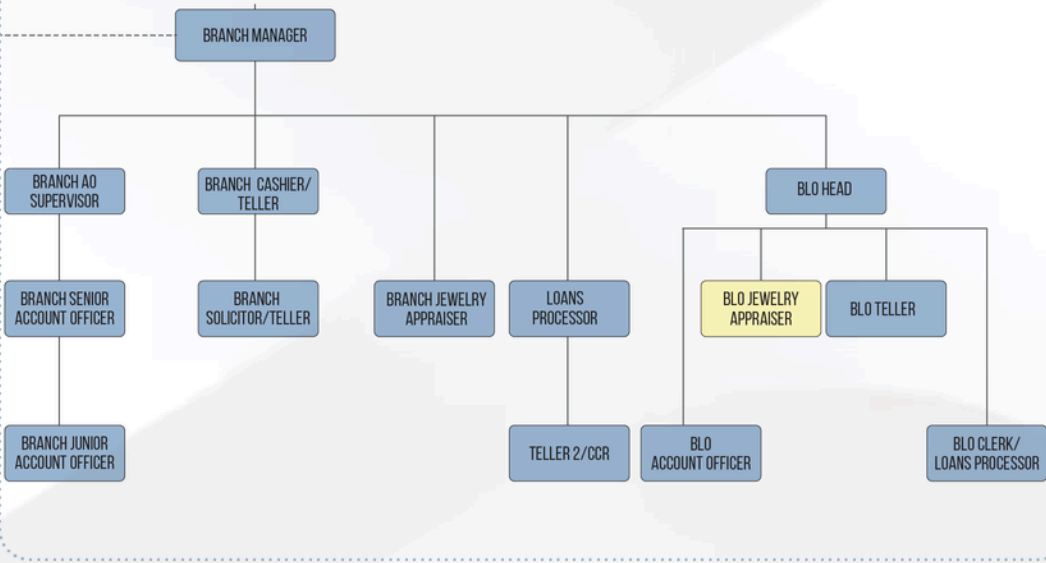 BRANCH MANAGER
BRANCH AO
SUPERVISOR
BRANCH CASHIER/
TELLER
BLO HEAD
BRANCH SENIOR
ACCOUNT OFFICER
BRANCH
SOLICITOR/TELLER
BRANCH JEWELRY
APPRAISER
LOANS
PROCESSOR
BLO JEWELRY
APPRAISER
BLO TELLER
BRANCH JUNIOR
ACCOUNT OFFICER
TELLER 2/CCR
BLO
ACCOUNT OFFICER
BLO CLERK/
LOANS PROCESSOR